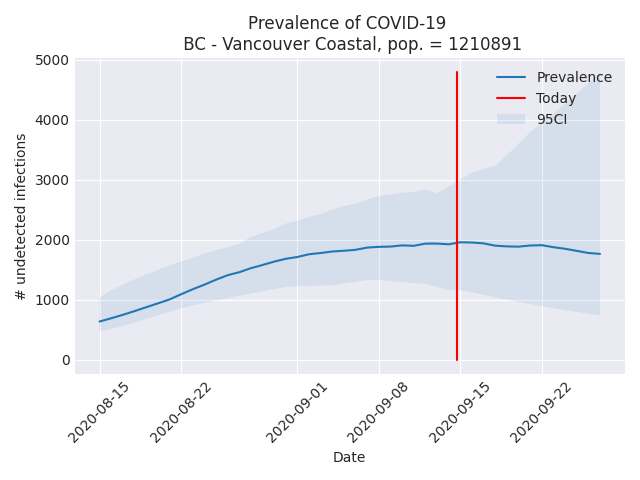 Prevalence of COVID-19
BC - Vancouver Coastal, pop. = 1210891
Prevalence
Today
95CI
# undetected infections
5000
4000
3000
2000
1000
0
2020-08-15
2020-08-22
2020-09-01
2020-09-08
2020-09-15
2020-09-22
Date